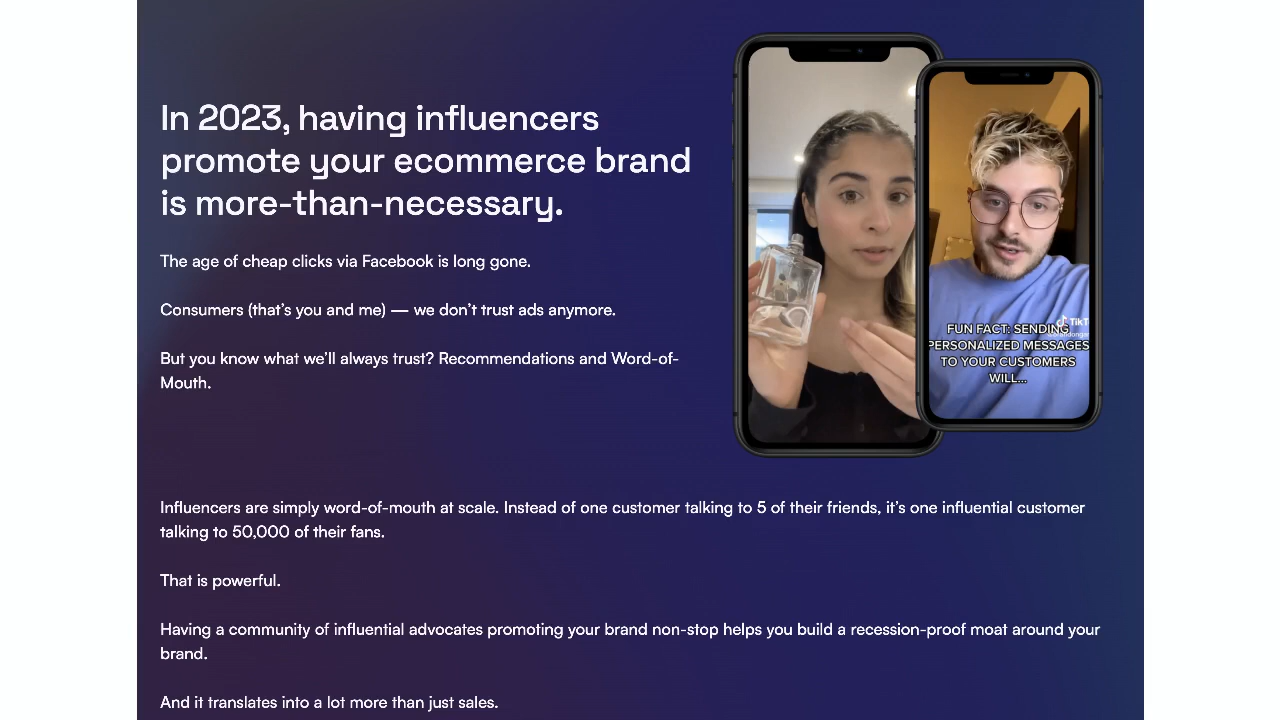 In 2023, having influencers
promote your ecommerce brand
is more-than-necessary.
The age of cheap clicks via Facebook is long gone.
Consumers (that’s you and me) — we don’t trust ads anymore.
But you know what we’ll always trust? Recommendations and Word-of-
Mouth.
TikT
FUN FACT: SENDING
PERSONALIZED MESSAGES
TO YOUR CUSTOMERS
WILL...
Influencers are simply word-of-mouth at scale. Instead of one customer talking to 5 of their friends, it’s one influential customer
talking to 50,000 of their fans.
That is powerful.
Having a community of influential advocates promoting your brand non-stop helps you build a recession-proof moat around your
brand.
And it translates into a lot more than just sales.